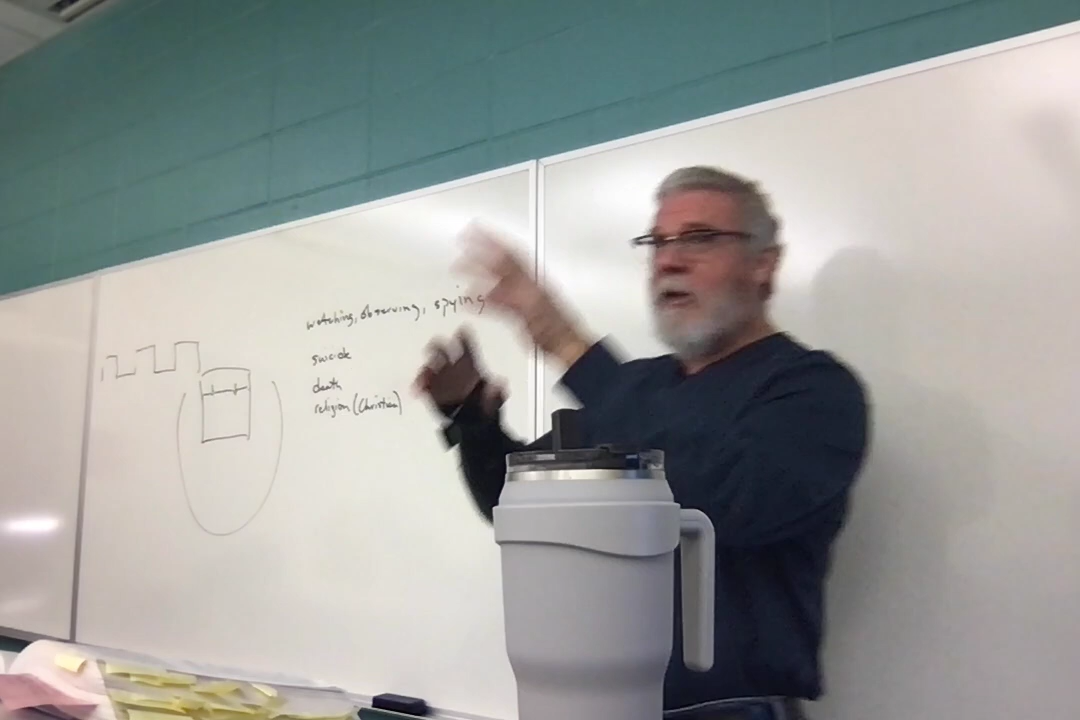 watching, observing, spying
suicide
death
religion (Christian)